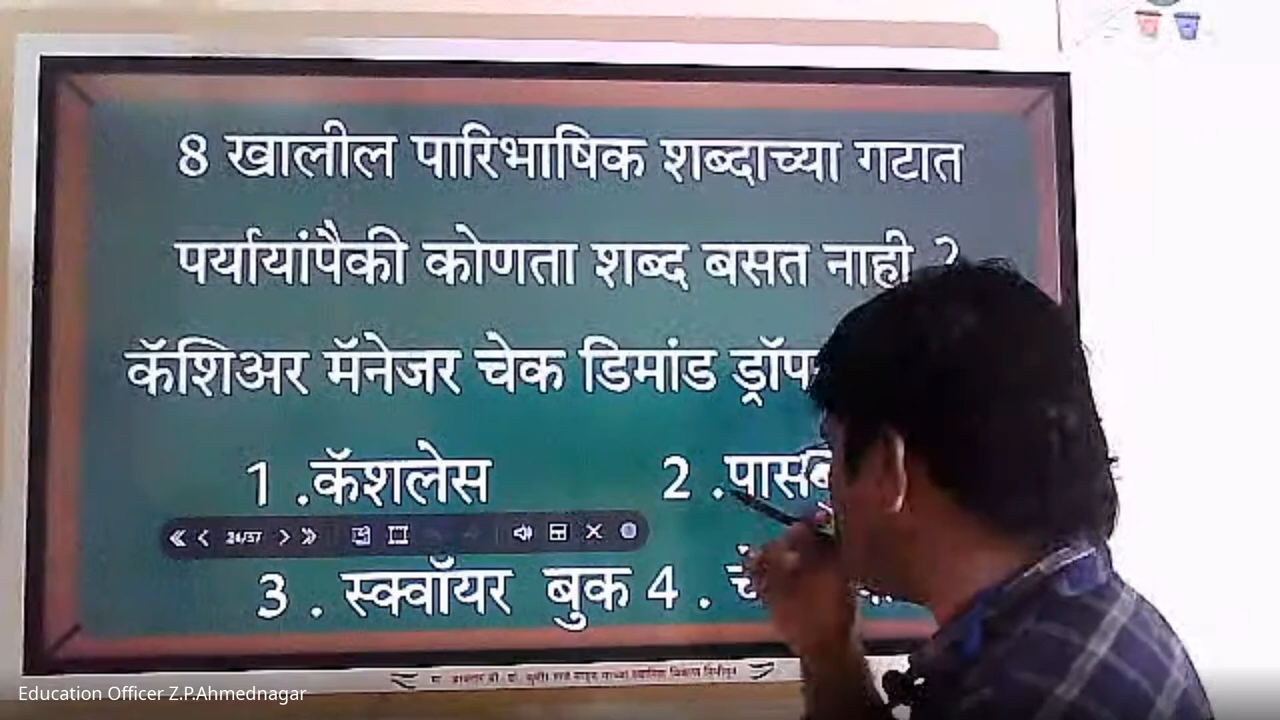 8 खालील पारिभाषिक शब्दाच्या गटात
पर्यायांपैकी कोणता शब्द बसत नाही ?
कॅशिअर मॅनेजर चेक डिमांड
1 .कॅशलेस 2 .
24/37
3 . स्क्वॉयर बुक 4 .
Education Officer Z.P.Ahmednagar